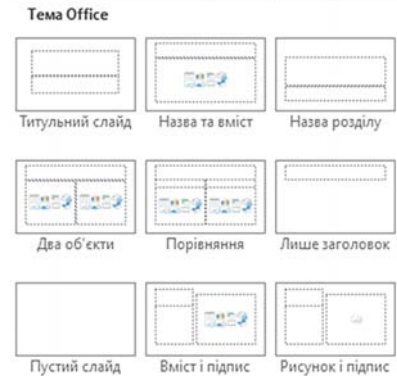 Тема Office
Титульний слайд Назва та вміст Назва розділу
Два об'єкти Порівняння Лише заголовок
Пустий слайд Вміст і підпис Рисунок і підпис